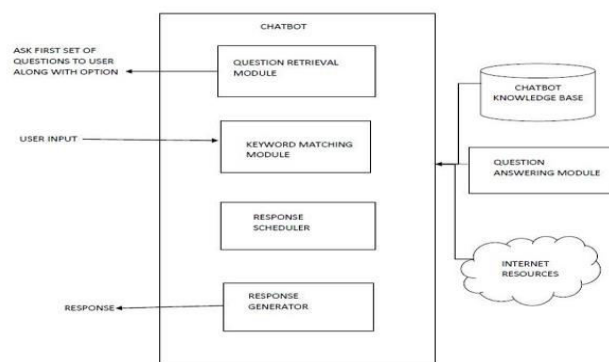 CHATBOT
ASK FIRST SET OF
QUESTIONS TO USER
ALONG WITH OPTION
QUESTION RETRIEVAL
MODULE
CHATBOT
KNOWLEDGE BASE
USER INPUT
KEYWORD MATCHING
MODULE
QUESTION
ANSWERING MODULE
RESPONSE
SCHEDULER
INTERNET
RESOURCES
RESPONSE
RESPONSE
GENERATOR